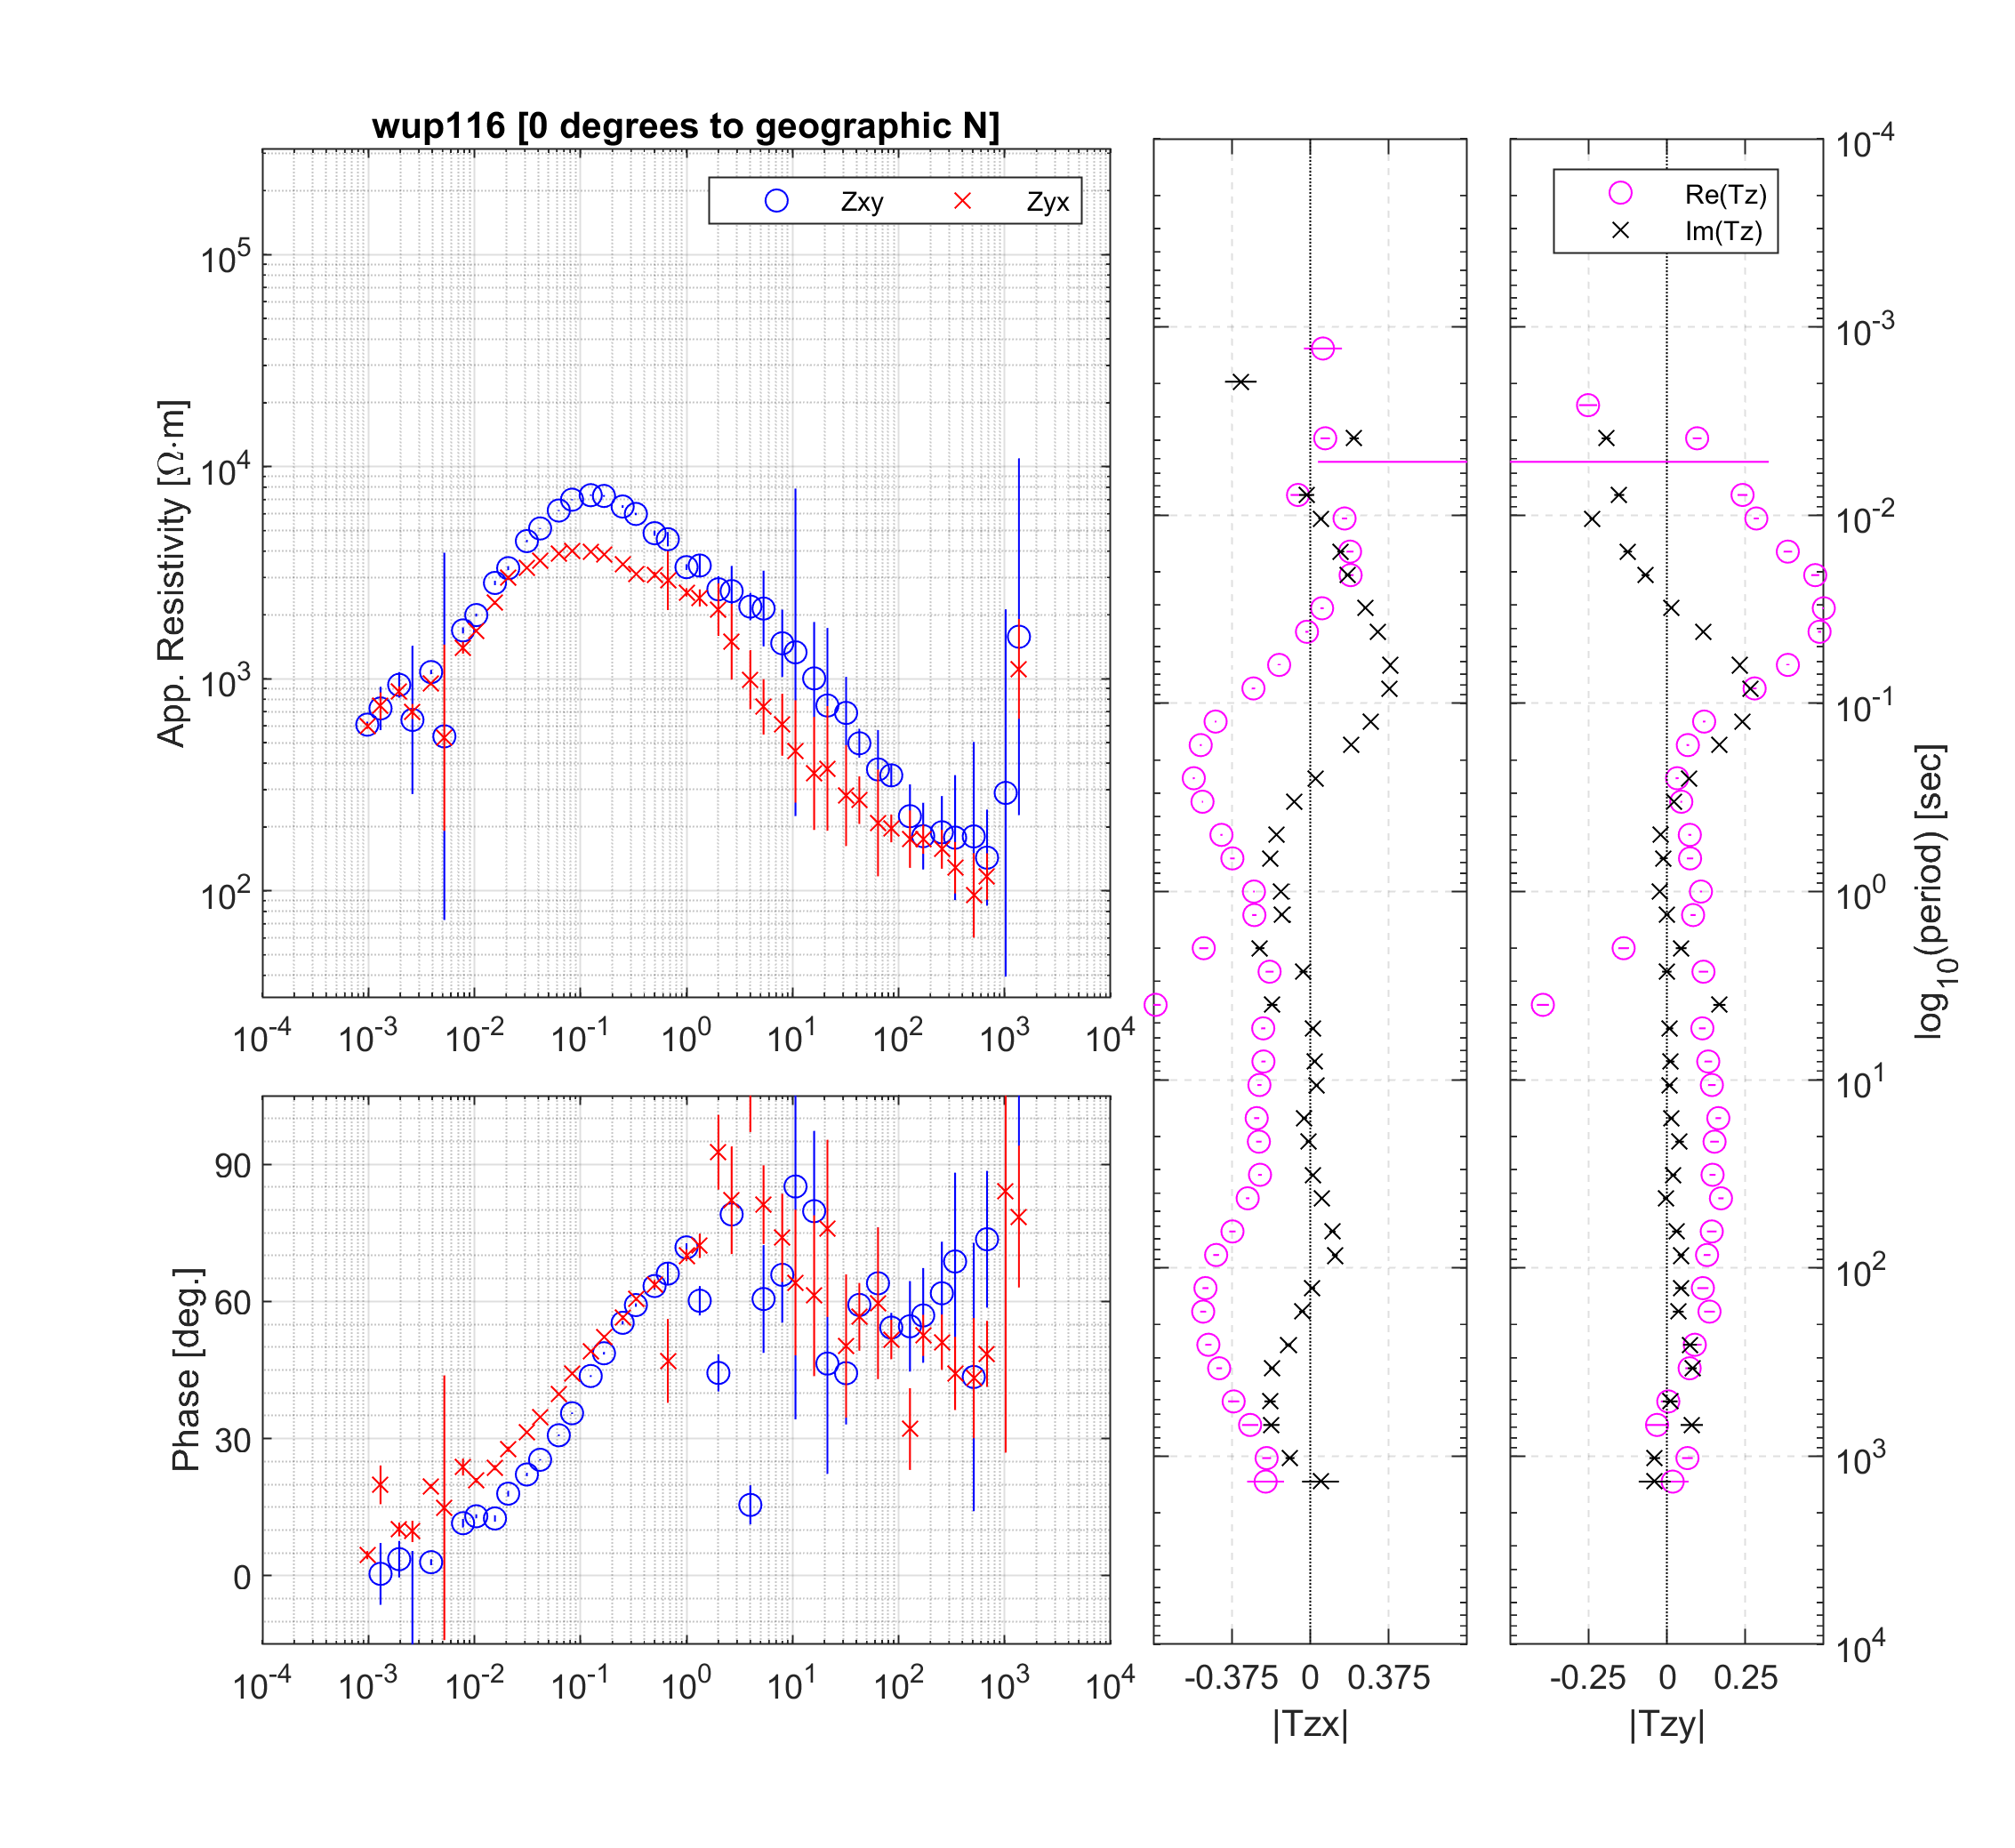 wup116 [0 degrees to geographic N]
Zxy Zyx
App. Resistivity [Ω·m]
10^5
10^4
10^3
10^2
10^-4 10^-3 10^-2 10^-1 10^0 10^1 10^2 10^3 10^4
Phase [deg.]
90
60
30
0
10^-4 10^-3 10^-2 10^-1 10^0 10^1 10^2 10^3 10^4
-0.375 0 0.375
|Tzx|
Re(Tz)
Im(Tz)
-0.25 0 0.25
|Tzy|
10^-4
10^-3
10^-2
10^-1
10^0
10^1
10^2
10^3
10^4
log10(period) [sec]